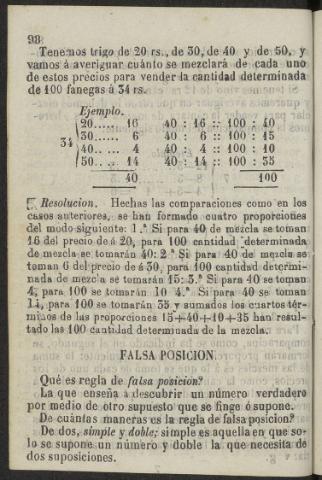 98
Tenemos trigo de 20 rs., de 30, de 40 y de 50, y
vamos á averiguar cuánto se mezclará de cada uno
de estos précios para vender la cantidad determinada
de 100 fanegas á 34 rs.
Ejemplo.
20..... 16 40 : 16 :: 100 : 40
30..... 6 40 : 6 :: 100 : 15
34
40.... 4 40 : 4 :: 100 : 10
50.... 14 40 : 14 :: 100 : 35
40 100
Resolucion. Hechas las comparaciones como en los
casos anteriores, se han formado cuatro proporciones
del modo siguiente: 1.ª Si para 40 de mezcla se toman
16 del precio de á 20, para 100 cantidad determinada
de mezcla se tomarán 40: 2.ª Si para 40 de mezcla se
toman 6 del precio de á 30, para 100 cantidad determi-
nada de mezcla se tomarán 15: 3.ª Si para 40 se toman
4, para 100 se tomarán 10 4.ª Si para 40 se toman
14, para 100 se tomarán 35 y sumados los cuartos tér-
minos de las proporciones 15+40+10+35 han resul-
tado las 100 cantidad determinada de la mezcla.
FALSA POSICION.
Qué es regla de falsa posicion?
La que enseña á descubrir un número verdadero
por medio de otro supuesto que se finge ó supone.
De cuántas maneras es la regla de falsa posicion?
De dos, simple y doble; simple es aquella en que so-
lo se supone un número y doble la que necesita de
dos suposiciones.